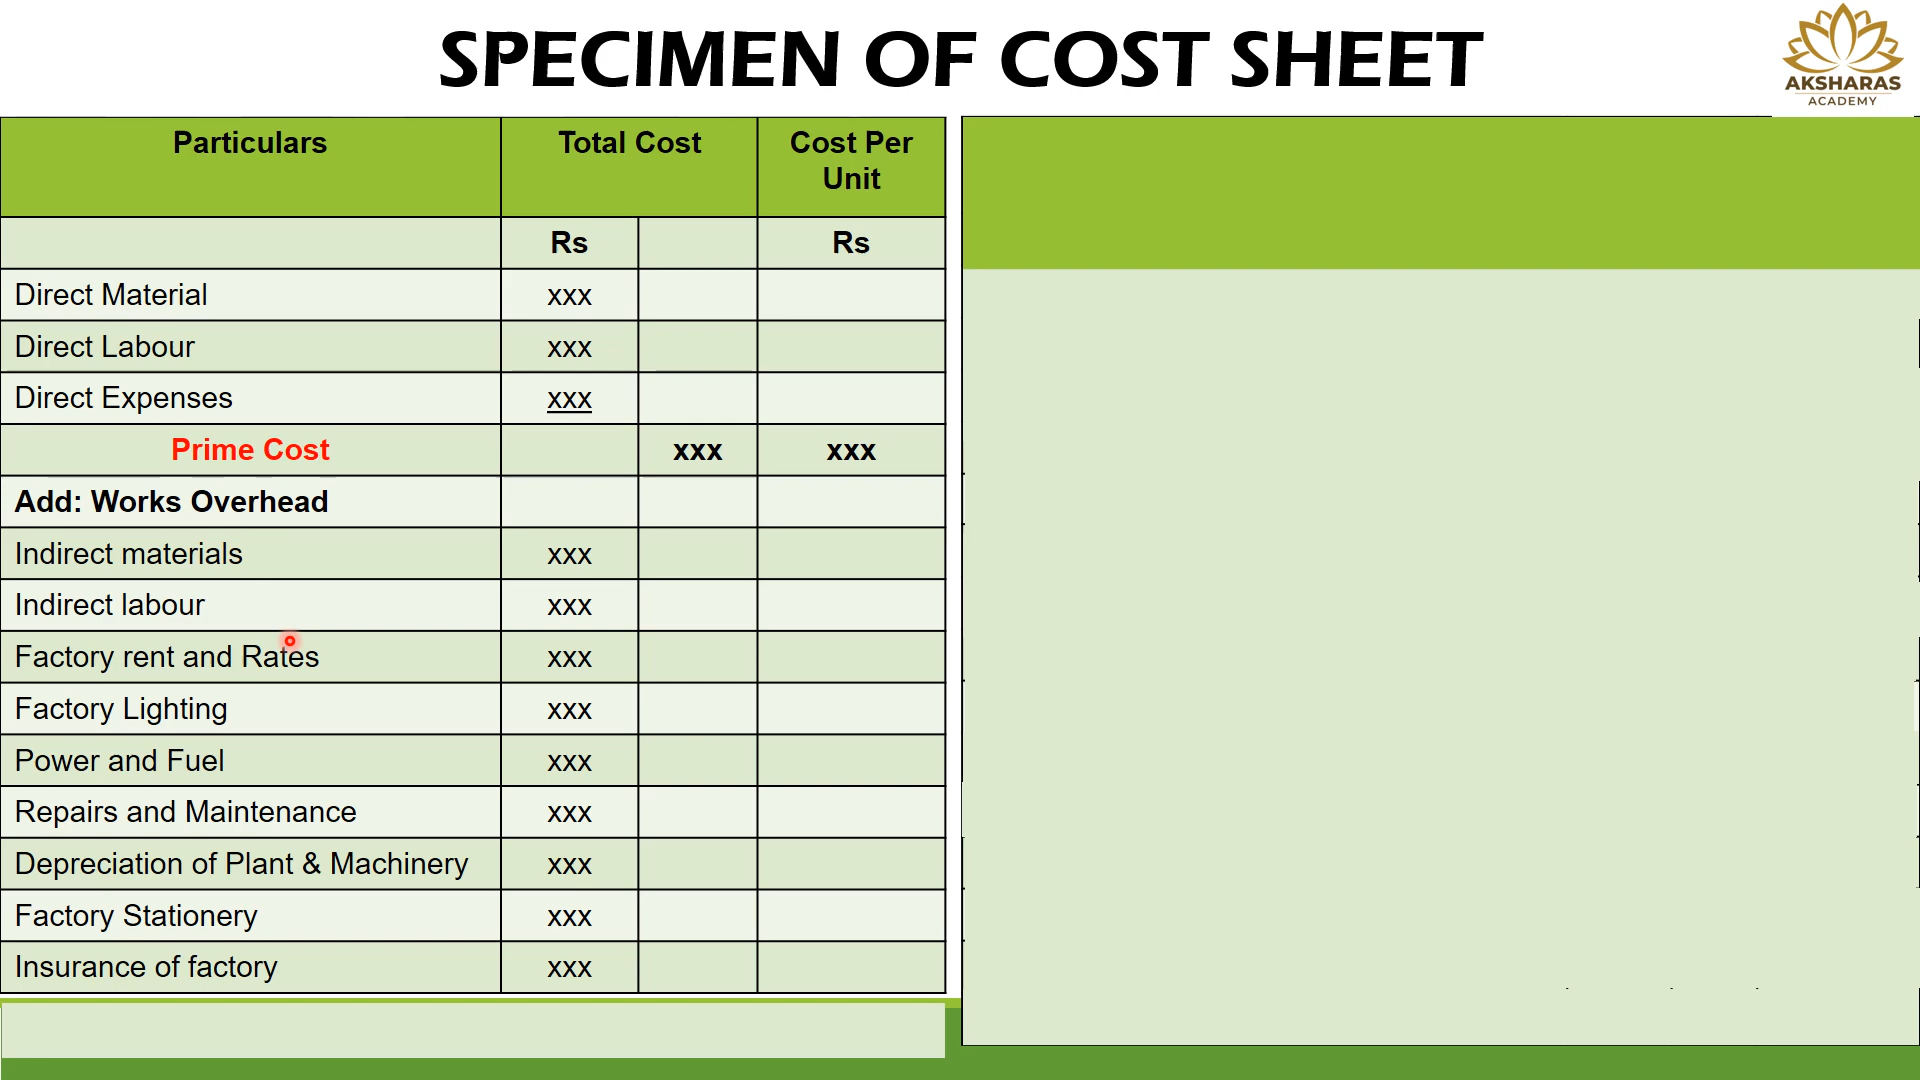 SPECIMEN OF COST SHEET
AKSHARAS
ACADEMY
Particulars Total Cost Cost Per
Unit
Rs Rs
Direct Material xxx
Direct Labour xxx
Direct Expenses xxx
Prime Cost xxx xxx
Add: Works Overhead
Indirect materials xxx
Indirect labour xxx
Factory rent and Rates xxx
Factory Lighting xxx
Power and Fuel xxx
Repairs and Maintenance xxx
Depreciation of Plant & Machinery xxx
Factory Stationery xxx
Insurance of factory xxx